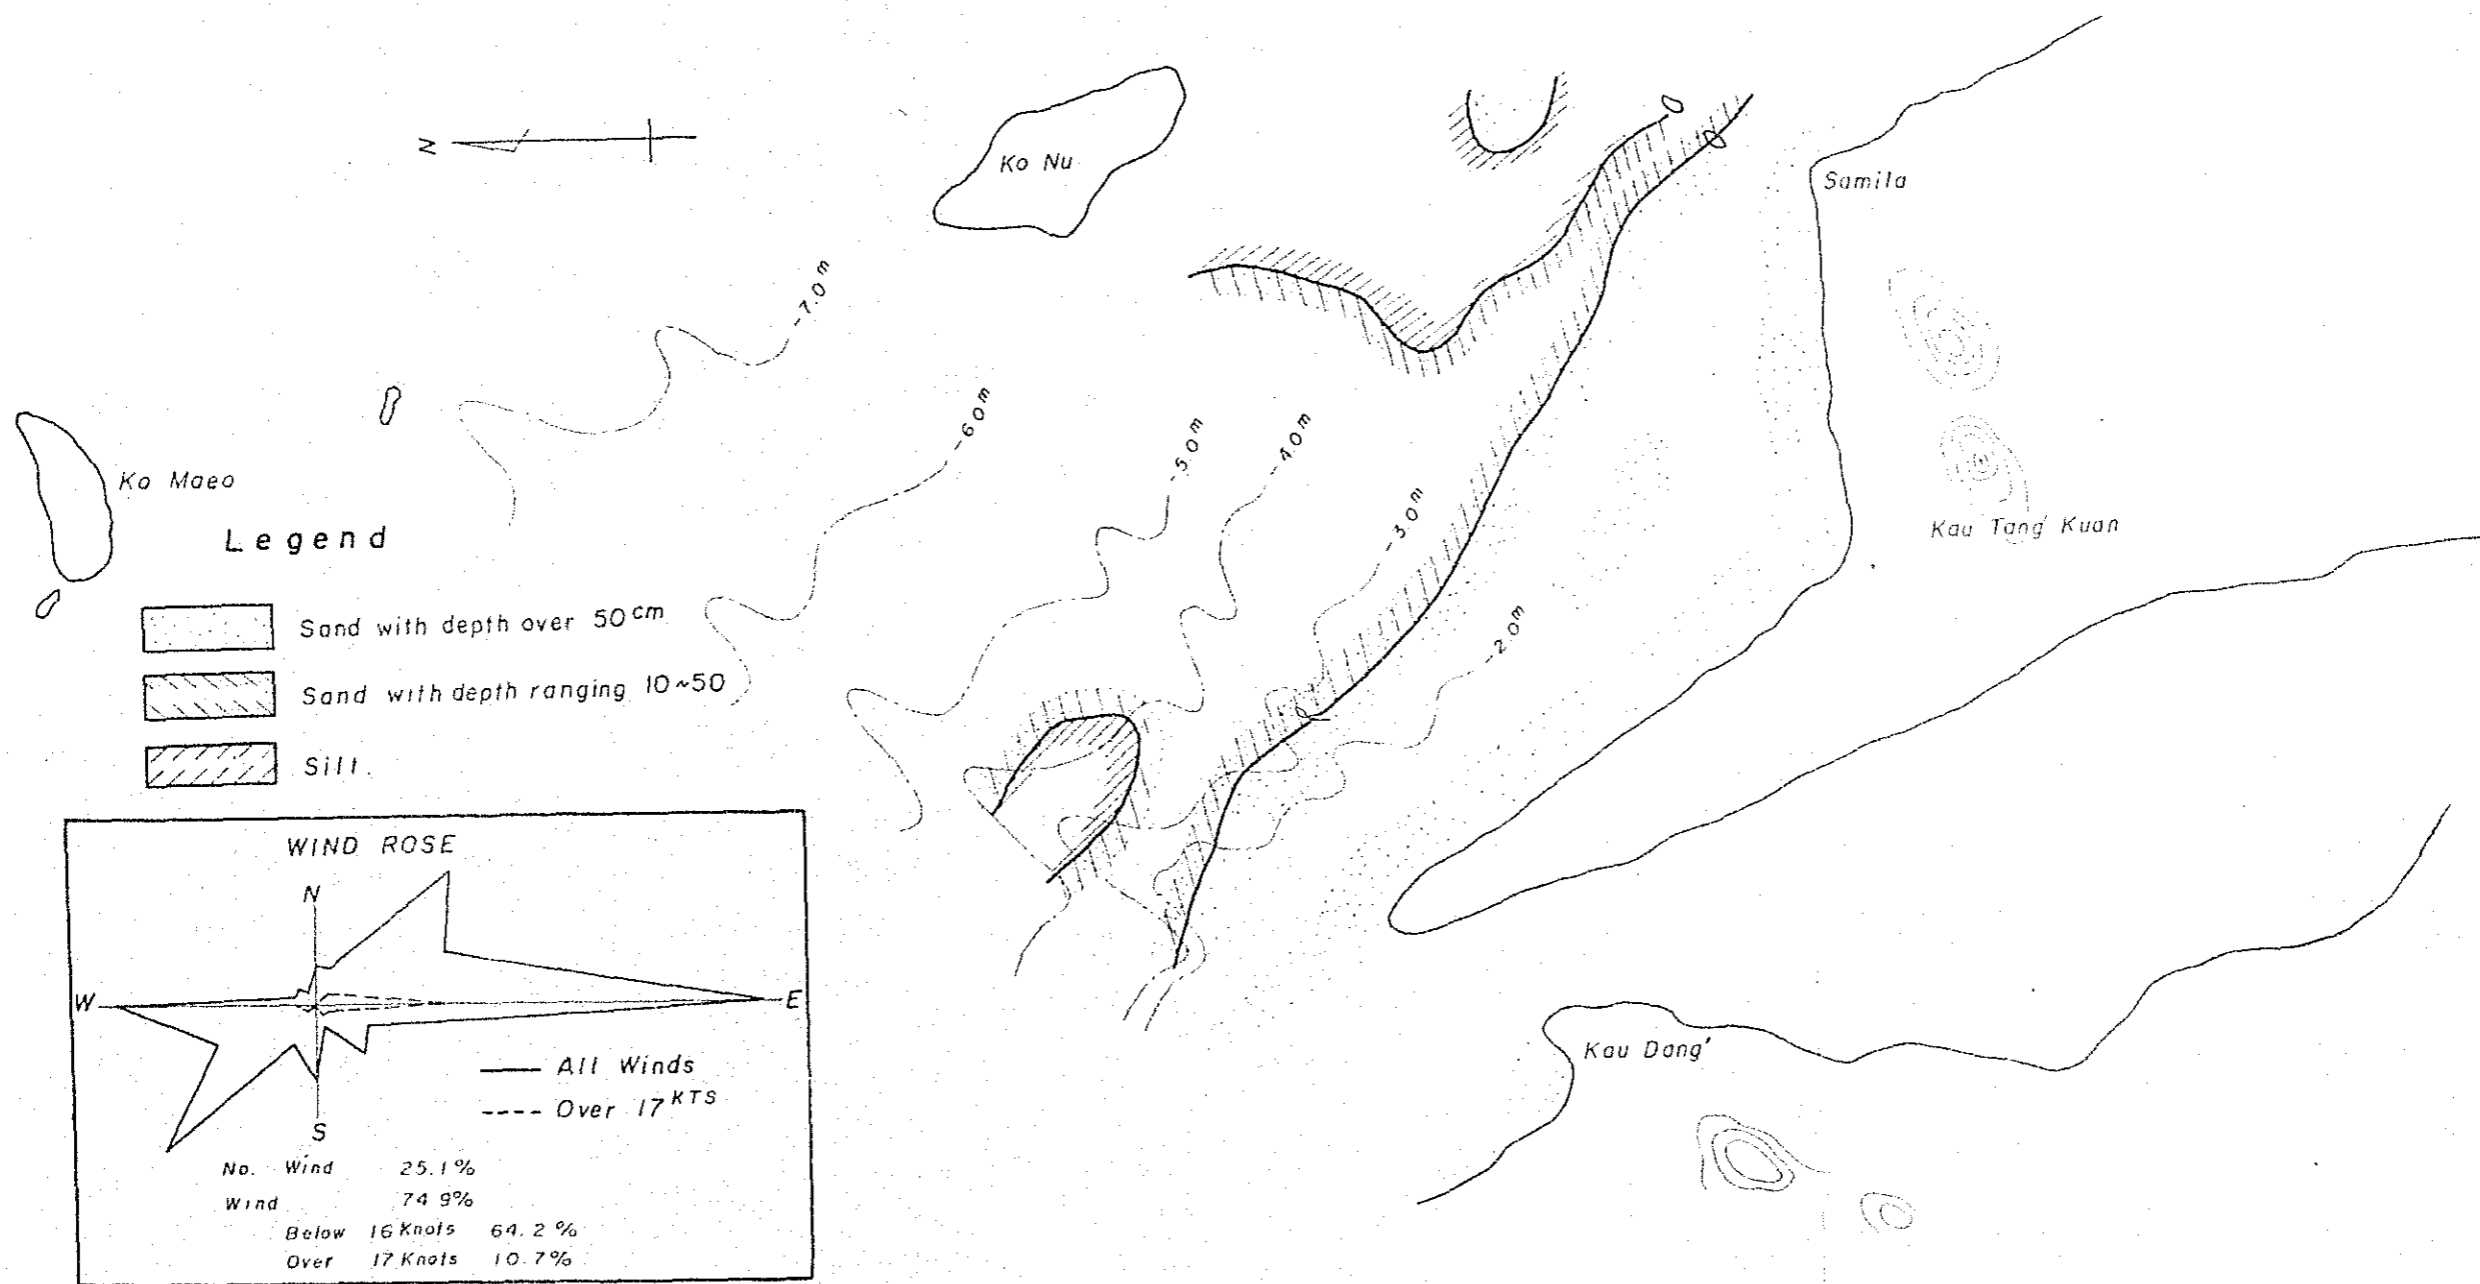 N
Ko Nu
Samila
-7.0m
-6.0m
-5.0m
-4.0m
-3.0m
-2.0m
Ko Maeo
Kau Tang' Kuan
Kau Dang'
Legend
Sand with depth over 50cm
Sand with depth ranging 10~50
Silt.
WIND ROSE
N
W
E
S
All Winds
Over 17KTS
No. Wind 25.1%
Wind 74.9%
Below 16 Knots 64.2%
Over 17 Knots 10.7%